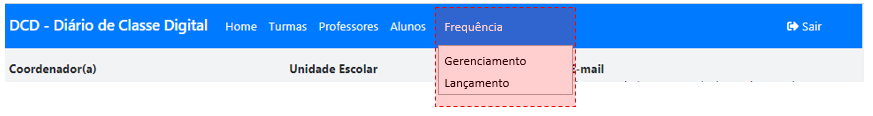 DCD - Diário de Classe Digital Home Turmas Professores Alunos Frequência Sair
Coordenador(a) Unidade Escolar E-mail
Gerenciamento
Lançamento